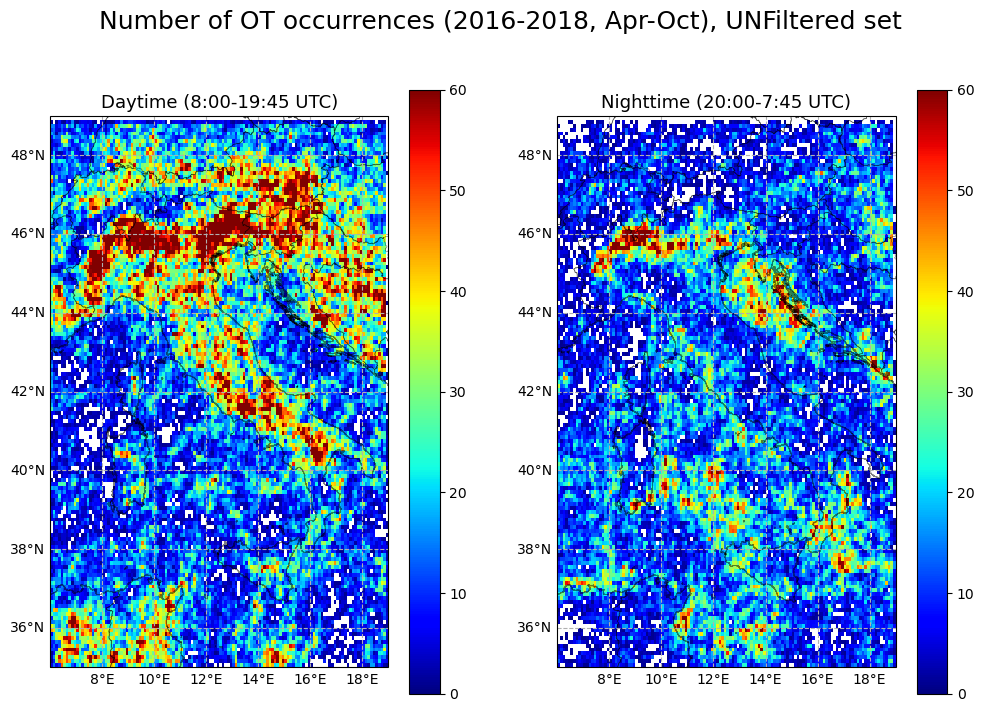 Number of OT occurrences (2016-2018, Apr-Oct), UNFiltered set
Daytime (8:00-19:45 UTC)
48°N
46°N
44°N
42°N
40°N
38°N
36°N
8°E 10°E 12°E 14°E 16°E 18°E
60
50
40
30
20
10
0
Nighttime (20:00-7:45 UTC)
48°N
46°N
44°N
42°N
40°N
38°N
36°N
8°E 10°E 12°E 14°E 16°E 18°E
60
50
40
30
20
10
0